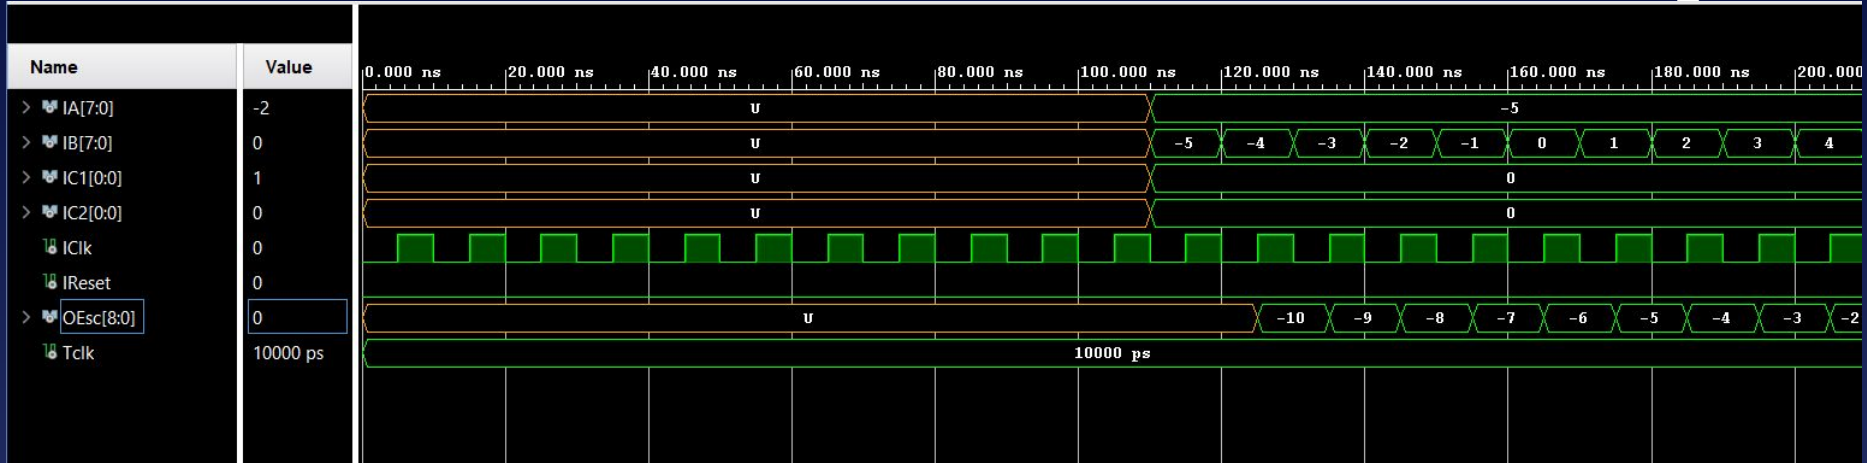 Name Value 0.000 ns 20.000 ns 40.000 ns 60.000 ns 80.000 ns 100.000 ns 120.000 ns 140.000 ns 160.000 ns 180.000 ns 200.000
IA[7:0] -2 U -5
IB[7:0] 0 U -5 -4 -3 -2 -1 0 1 2 3 4
IC1[0:0] 1 U 0
IC2[0:0] 0 U 0
IClk 0
IReset 0
OEsc[8:0] 0 U -10 -9 -8 -7 -6 -5 -4 -3 -2
Tclk 10000 ps 10000 ps